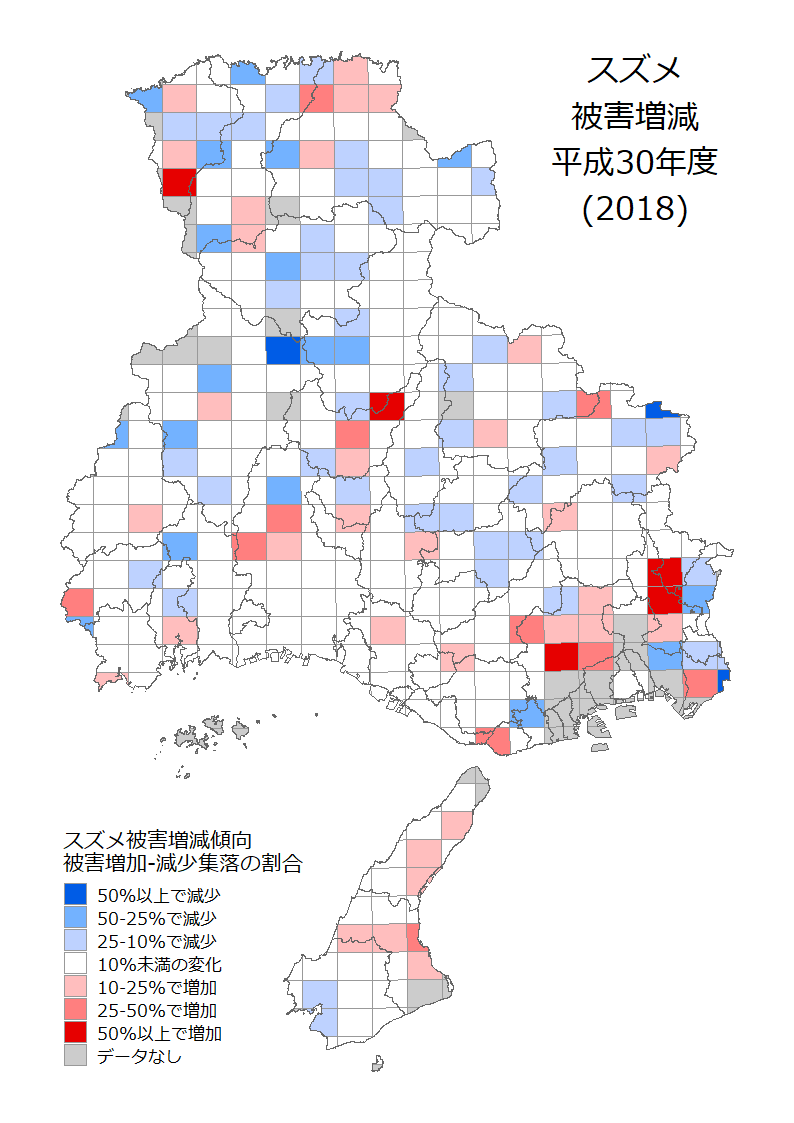 スズメ
被害増減
平成30年度
(2018)
スズメ被害増減傾向
被害増加-減少集落の割合
50%以上で減少
50-25%で減少
25-10%で減少
10%未満の変化
10-25%で増加
25-50%で増加
50%以上で増加
データなし